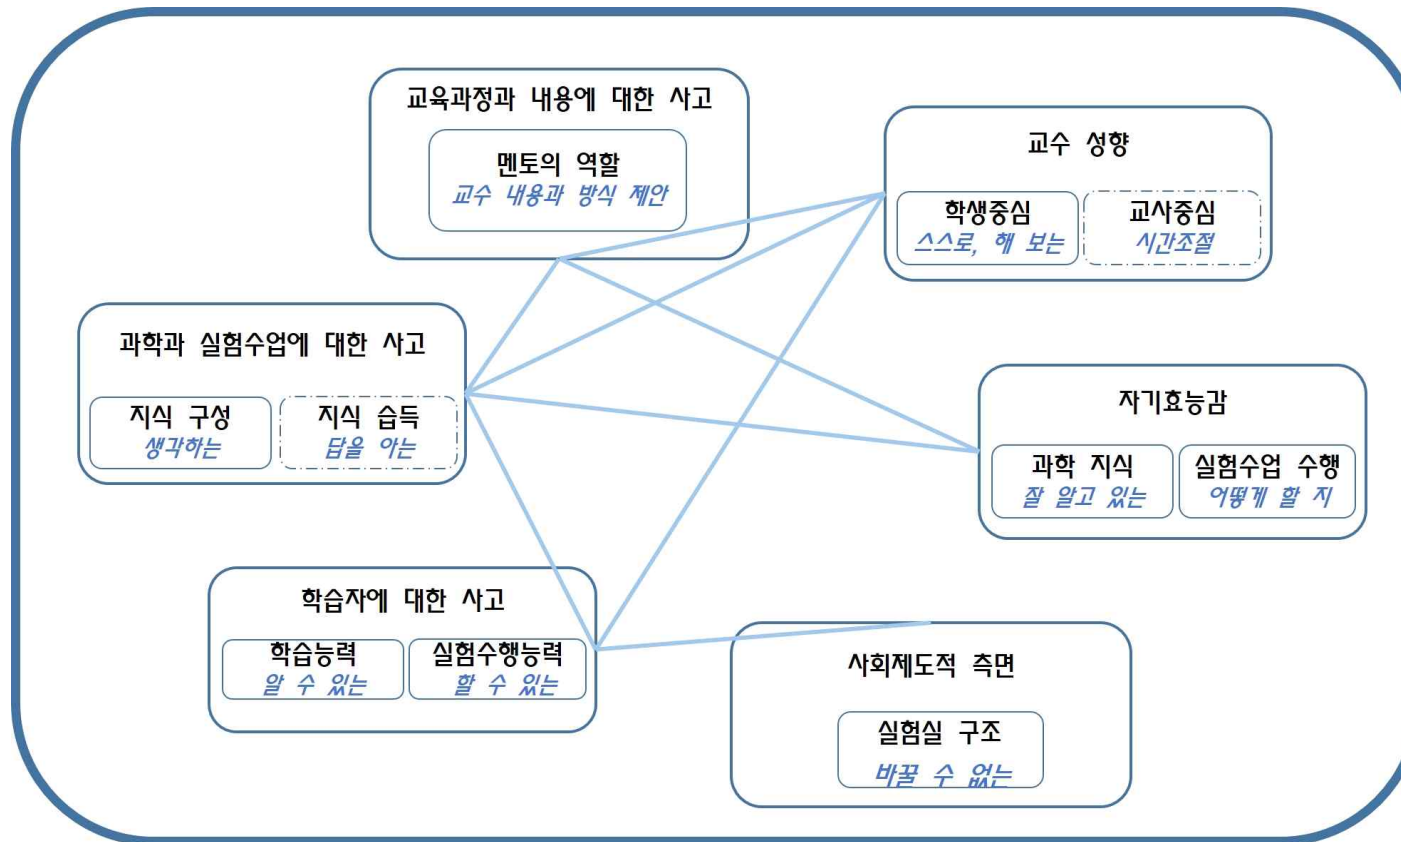 교육과정과 내용에 대한 사고
멘토의 역할
교수 내용과 방식 제안
교수 성향
학생중심
스스로, 해 보는
교사중심
시간조절
과학과 실험수업에 대한 사고
지식 구성
생각하는
지식 습득
답을 아는
자기효능감
과학 지식
잘 알고 있는
실험수업 수행
어떻게 할 지
학습자에 대한 사고
학습능력
알 수 있는
실험수행능력
할 수 있는
사회제도적 측면
실험실 구조
바꿀 수 없는